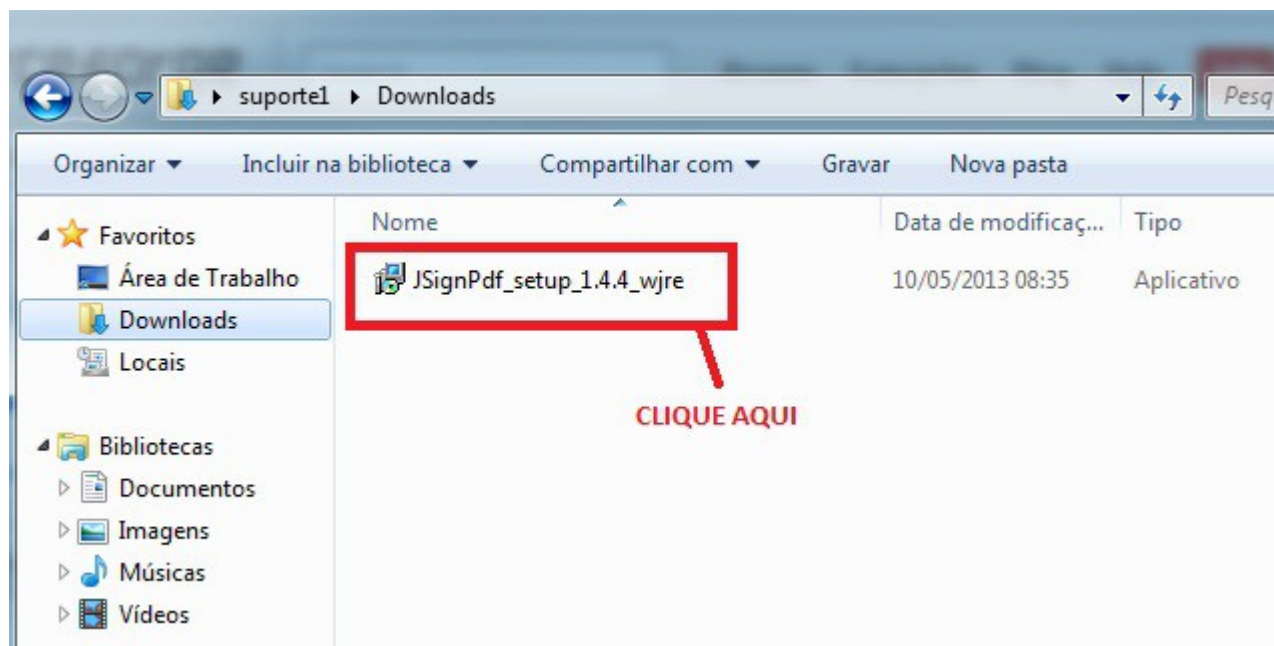 suporte1 Downloads
Pesq
Organizar Incluir na biblioteca Compartilhar com Gravar Nova pasta
Nome Data de modificaç... Tipo
Favoritos
Área de Trabalho
JSignPdf_setup_1.4.4_wjre 10/05/2013 08:35 Aplicativo
Downloads
Locais
CLIQUE AQUI
Bibliotecas
Documentos
Imagens
Músicas
Vídeos